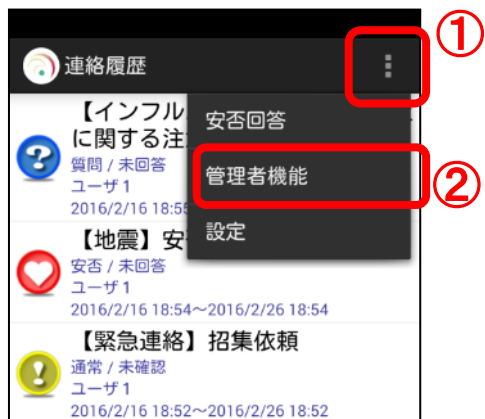 ①
連絡履歴
安否回答
管理者機能
②
設定
【インフル
に関する注
質問 / 未回答
ユーザ1
2016/2/16 18:55
【地震】安
安否 / 未回答
ユーザ1
2016/2/16 18:54～2016/2/26 18:54
【緊急連絡】招集依頼
通常 / 未確認
ユーザ1
2016/2/16 18:52～2016/2/26 18:52